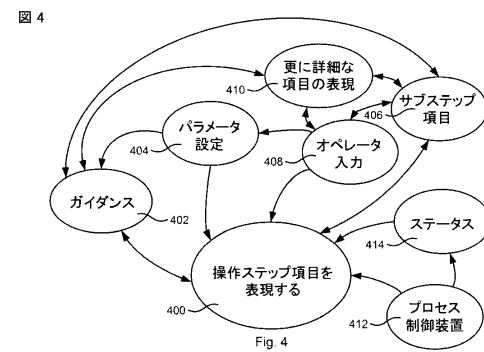 図 4
更に詳細な
項目の表現
410
サブステップ
406
項目
パラメータ
404
設定
408
オペレータ
入力
ガイダンス
402
ステータス
414
操作ステップ項目を
表現する
400
プロセス
412
制御装置
Fig. 4